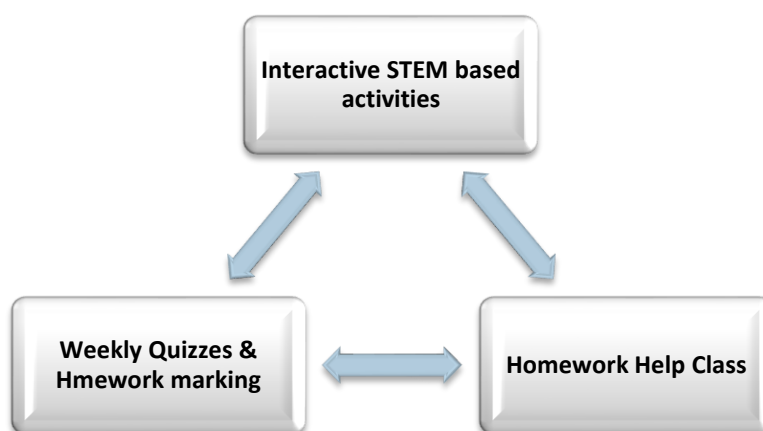 Interactive STEM based
activities
Weekly Quizzes &
Hmework marking
Homework Help Class